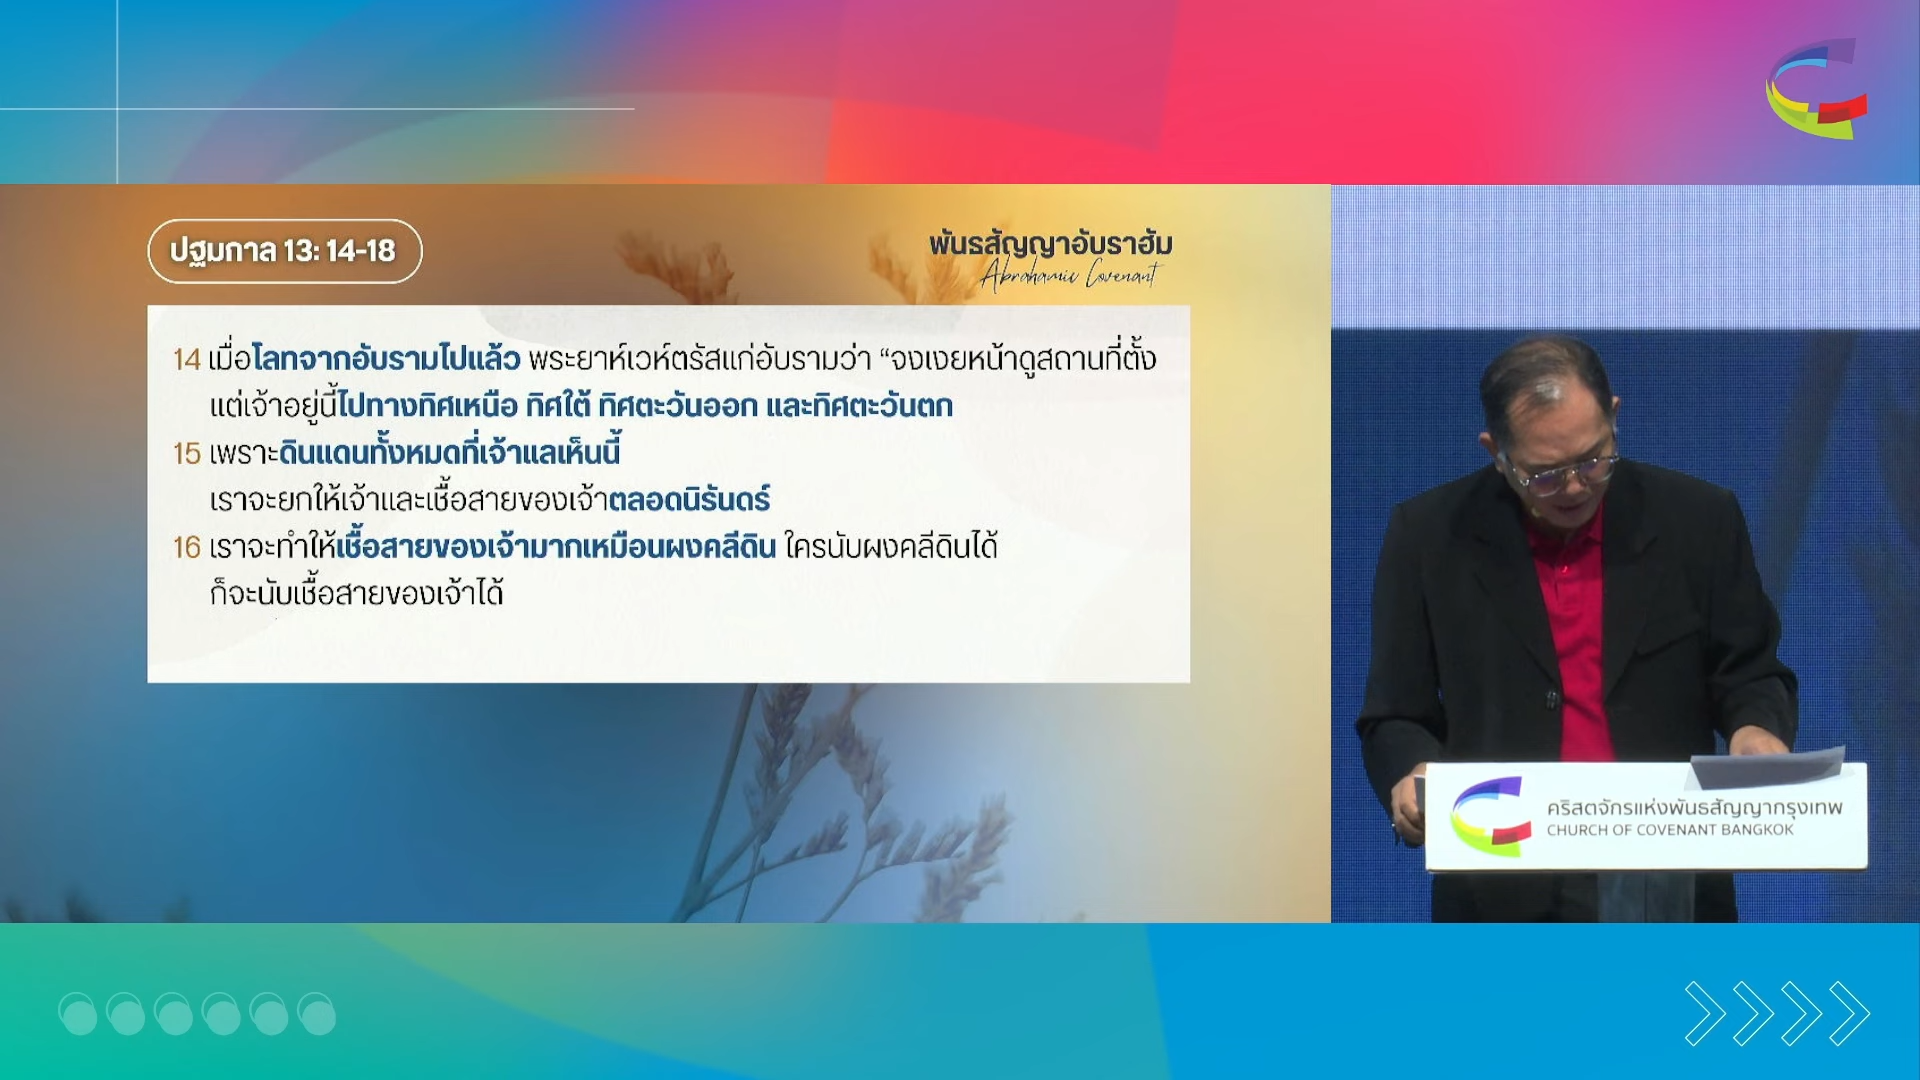 ปฐมกาล 13: 14-18
พันธสัญญาอับราฮัม
Abrahamic Covenant
14 เมื่อโลทจากอับรามไปแล้ว พระยาห์เวห์ตรัสแก่อับรามว่า “จงเงยหน้าดูสถานที่ตั้ง
แต่เจ้าอยู่นี้ไปทางทิศเหนือ ทิศใต้ ทิศตะวันออก และทิศตะวันตก
15 เพราะดินแดนทั้งหมดที่เจ้าแลเห็นนี้
เราจะยกให้เจ้าและเชื้อสายของเจ้าตลอดนิรันดร์
16 เราจะทำให้เชื้อสายของเจ้ามากเหมือนผงคลีดิน ใครนับผงคลีดินได้
ก็จะนับเชื้อสายของเจ้าได้
คริสตจักรแห่งพันธสัญญากรุงเทพ
CHURCH OF COVENANT BANGKOK